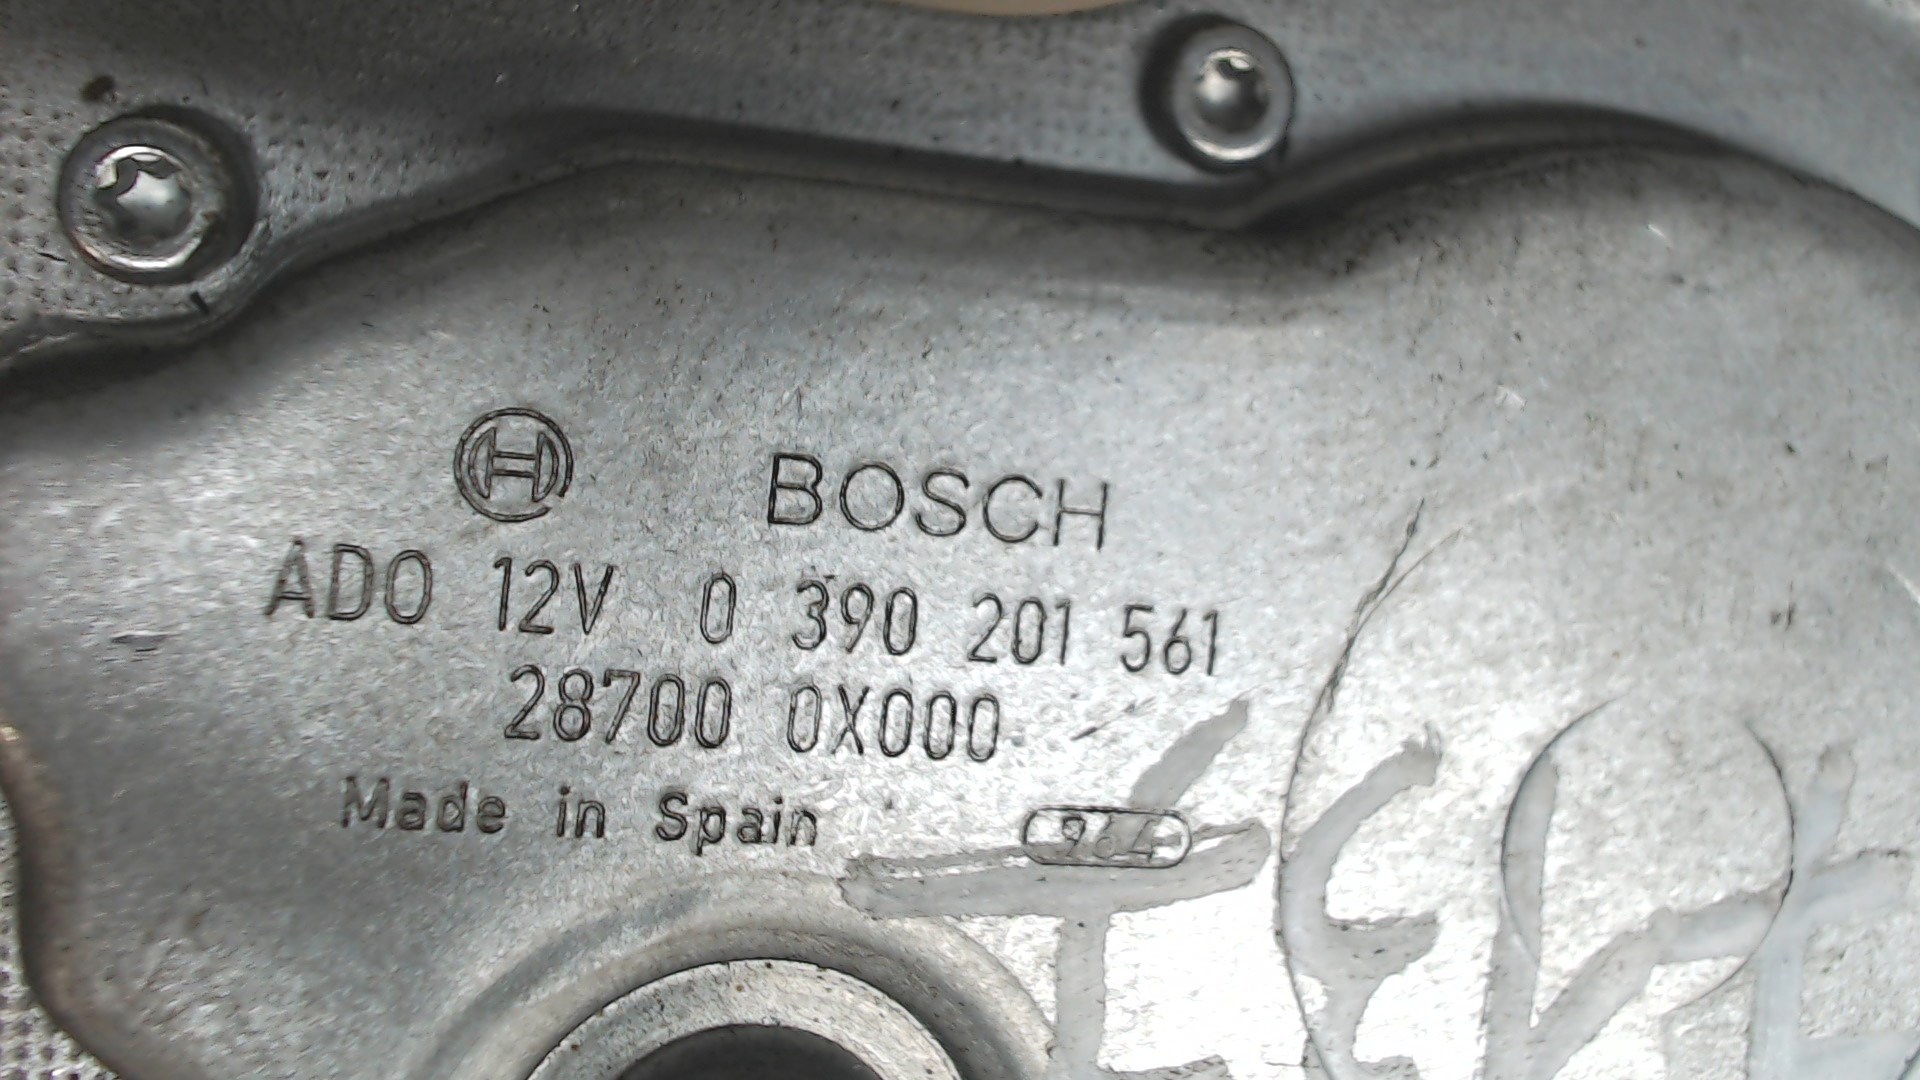 BOSCH
ADO 12V 0 390 201 561
28700 0X000
Made in Spain 964